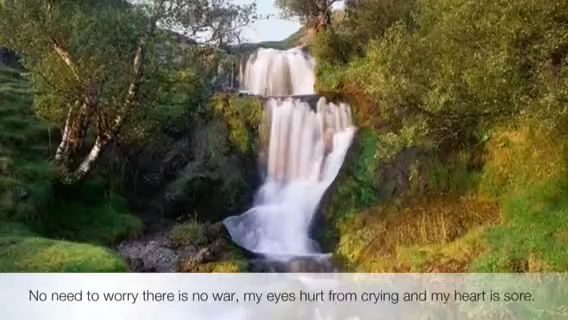 No need to worry there is no war, my eyes hurt from crying and my heart is sore.